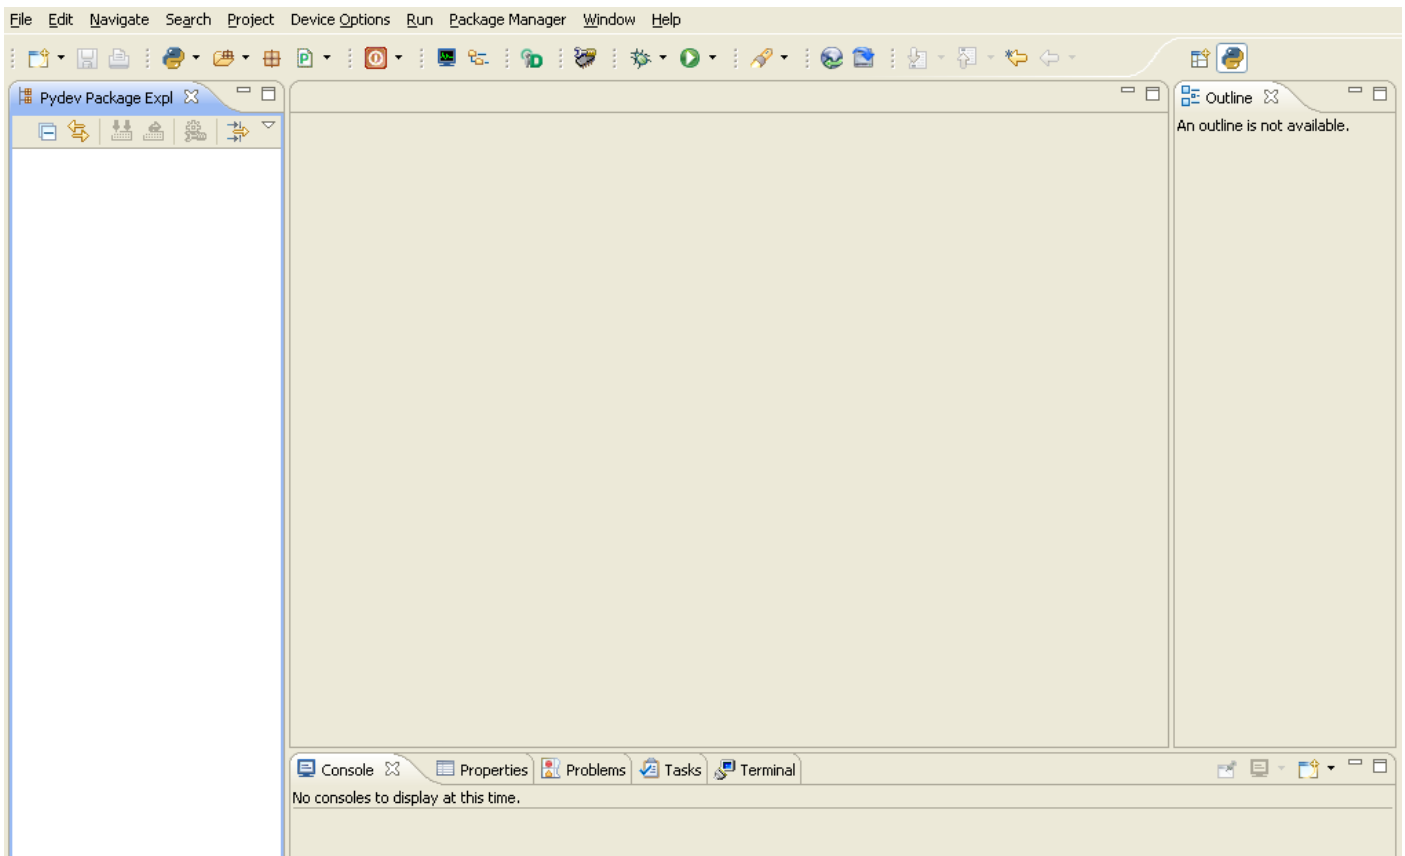 File Edit Navigate Search Project Device Options Run Package Manager Window Help
Pydev Package Expl
Outline
An outline is not available.
Console Properties Problems Tasks Terminal
No consoles to display at this time.